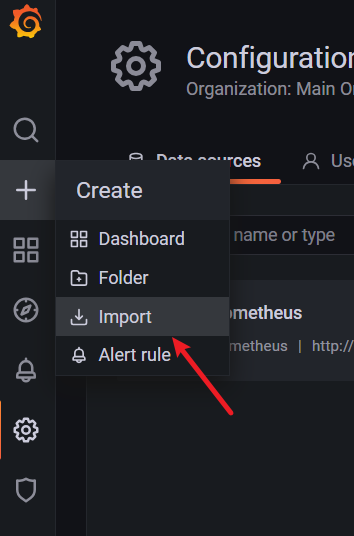 Configuration
Organization: Main O
Data sources
Use
Create
Dashboard
name or type
Folder
Import
ometheus
Alert rule
metheus | http://